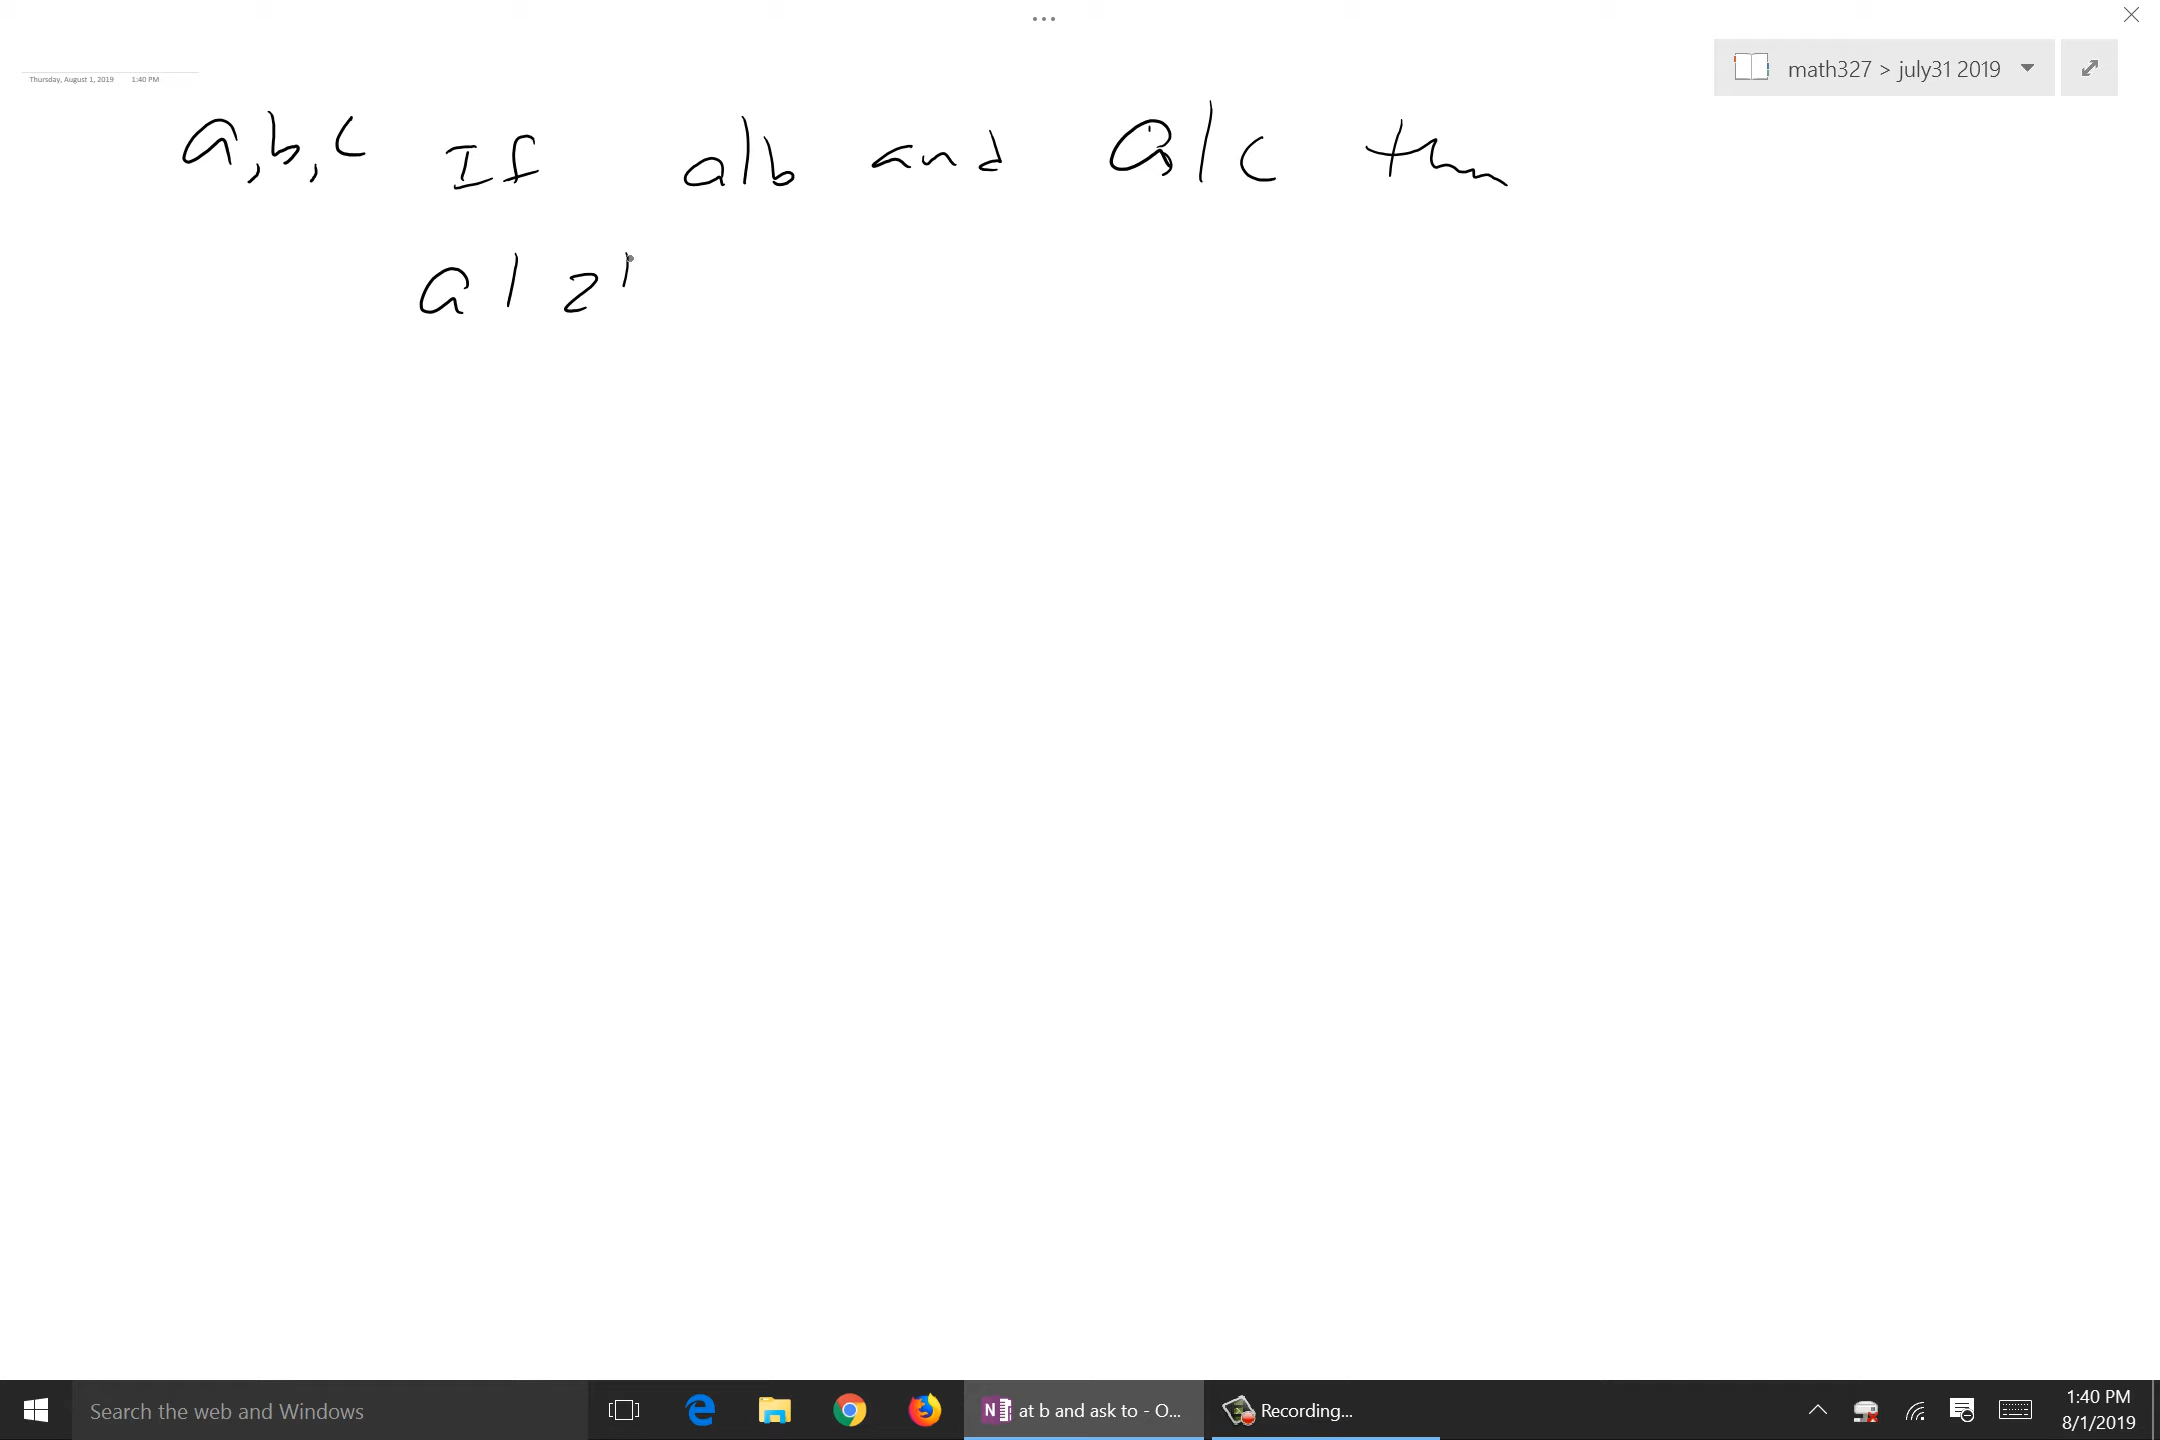 math327 > july31 2019
Thursday, August 1, 2019 1:40 PM
a,b,c If a|b and a|c then
a | 2
Search the web and Windows
at b and ask to - O...
Recording...
1:40 PM
8/1/2019